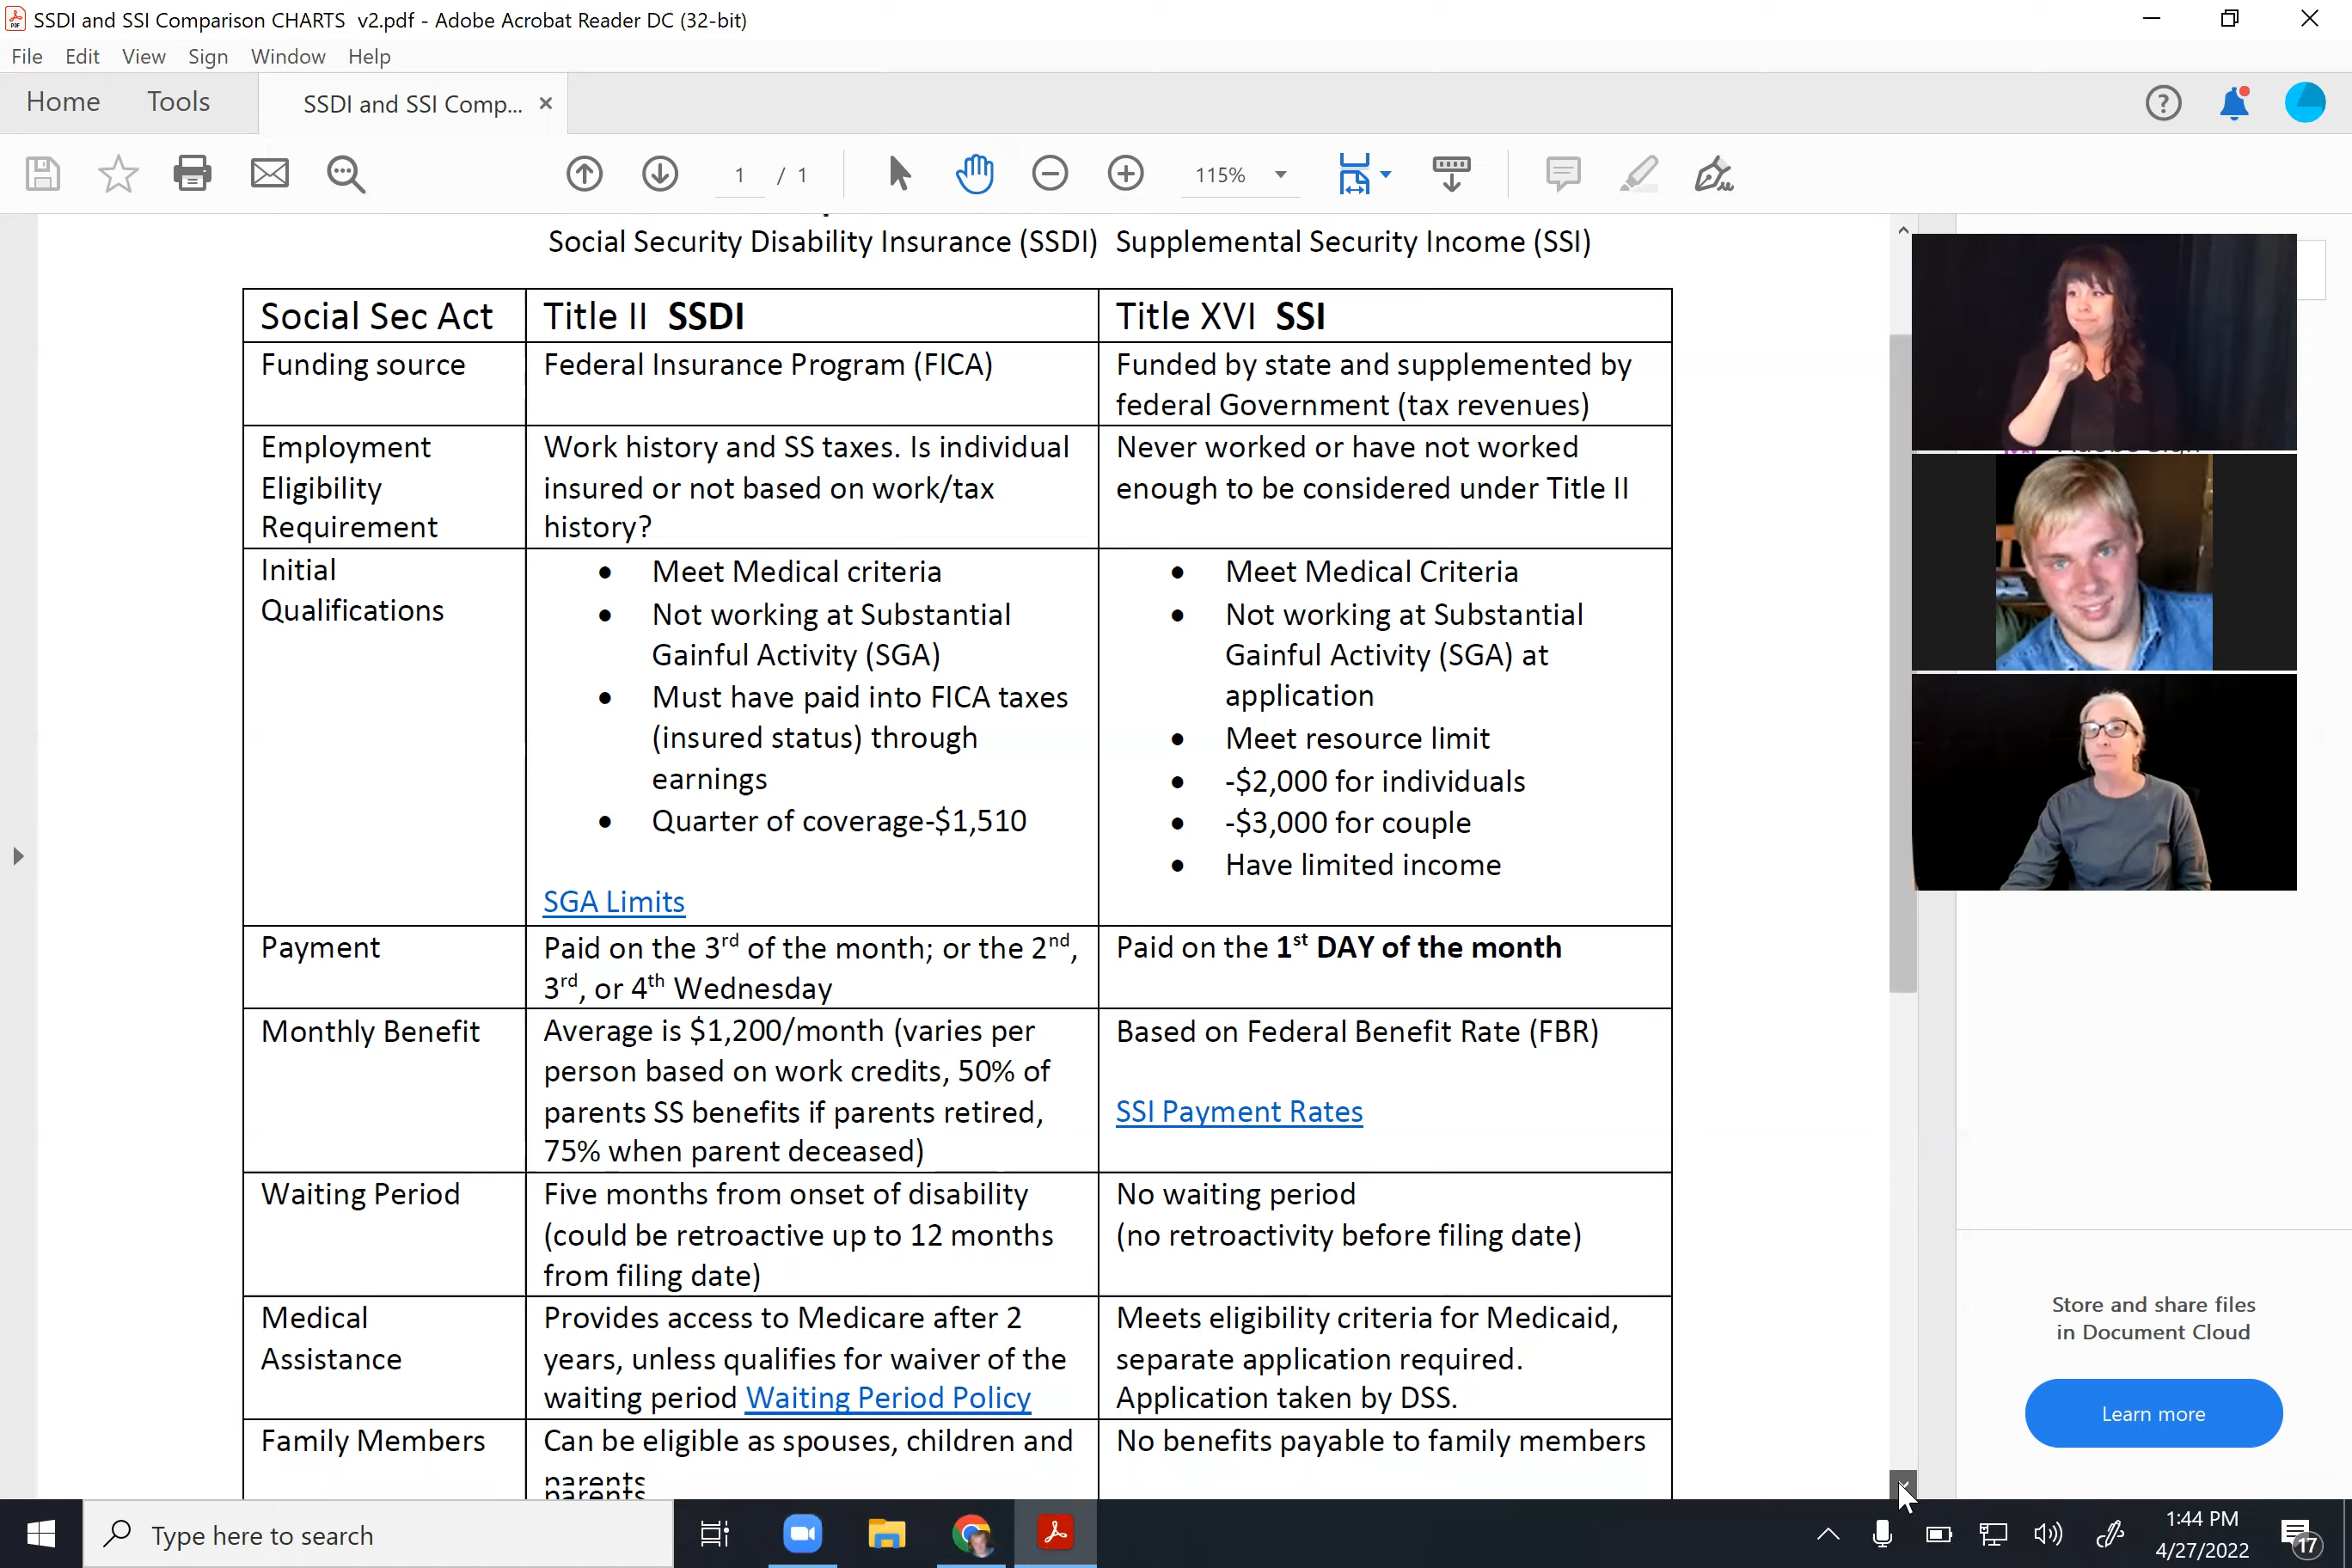 SSDI and SSI Comparison CHARTS v2.pdf - Adobe Acrobat Reader DC (32-bit)
File Edit View Sign Window Help
Home Tools SSDI and SSI Comp...
1 / 1 115%
Social Security Disability Insurance (SSDI) Supplemental Security Income (SSI)
Social Sec Act Title II SSDI Title XVI SSI
Funding source Federal Insurance Program (FICA) Funded by state and supplemented by
federal Government (tax revenues)
Employment Work history and SS taxes. Is individual Never worked or have not worked
Eligibility insured or not based on work/tax enough to be considered under Title II
Requirement history?
Initial • Meet Medical criteria • Meet Medical Criteria
Qualifications • Not working at Substantial • Not working at Substantial
Gainful Activity (SGA) Gainful Activity (SGA) at
• Must have paid into FICA taxes application
(insured status) through • Meet resource limit
earnings • -$2,000 for individuals
• Quarter of coverage-$1,510 • -$3,000 for couple
• Have limited income
SGA Limits
Payment Paid on the 3rd of the month; or the 2nd, Paid on the 1st DAY of the month
3rd, or 4th Wednesday
Monthly Benefit Average is $1,200/month (varies per Based on Federal Benefit Rate (FBR)
person based on work credits, 50% of
parents SS benefits if parents retired, SSI Payment Rates
75% when parent deceased)
Waiting Period Five months from onset of disability No waiting period
(could be retroactive up to 12 months (no retroactivity before filing date)
from filing date)
Medical Provides access to Medicare after 2 Meets eligibility criteria for Medicaid,
Assistance years, unless qualifies for waiver of the separate application required.
waiting period Waiting Period Policy Application taken by DSS.
Family Members Can be eligible as spouses, children and No benefits payable to family members
parents
Store and share files
in Document Cloud
Learn more
Type here to search
1:44 PM
4/27/2022
17